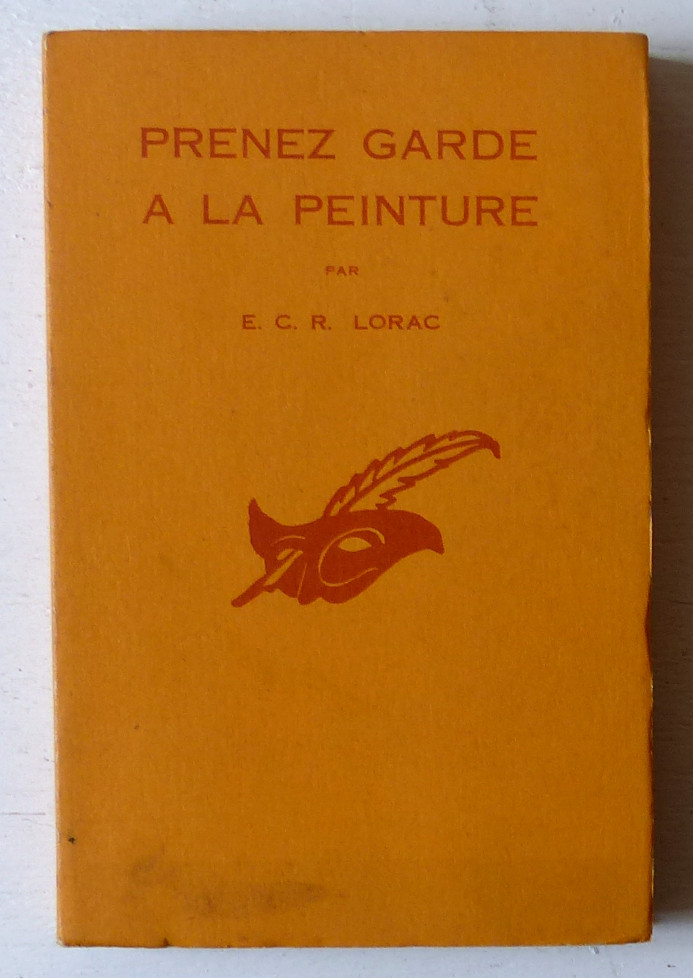 PRENEZ GARDE
A LA PEINTURE
PAR
E. C. R. LORAC